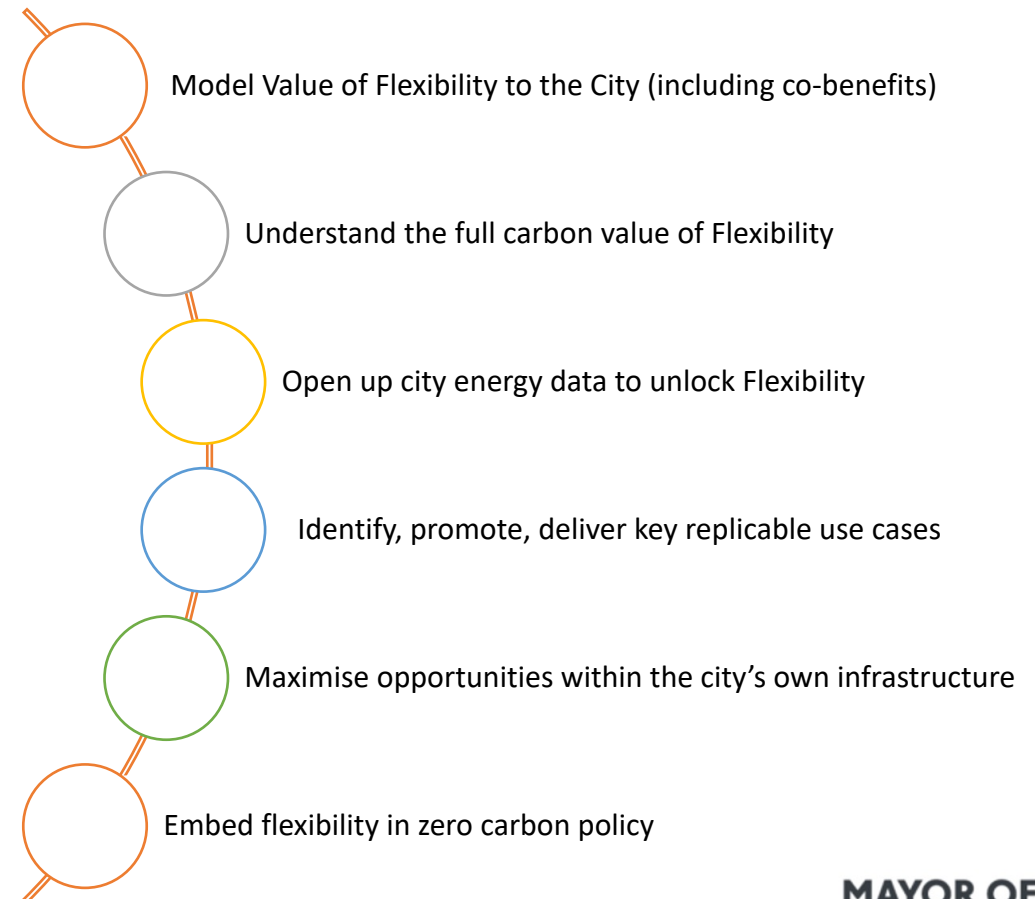 Model Value of Flexibility to the City (including co-benefits)
Understand the full carbon value of Flexibility
Open up city energy data to unlock Flexibility
Identify, promote, deliver key replicable use cases
Maximise opportunities within the city’s own infrastructure
Embed flexibility in zero carbon policy
MAYOR OF